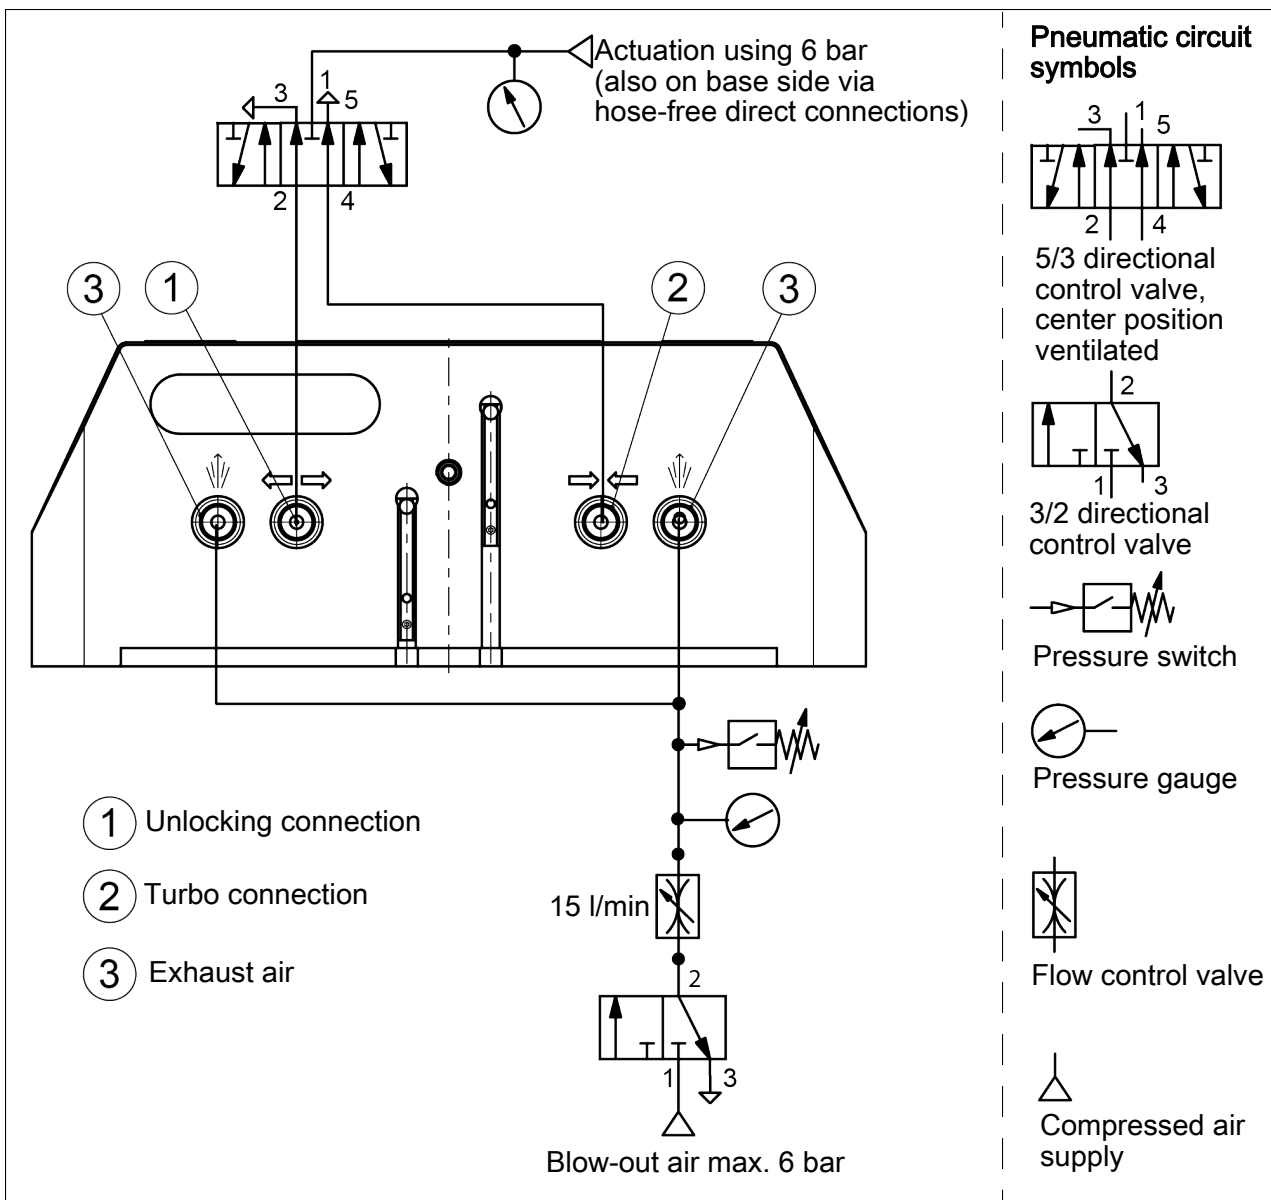 Actuation using 6 bar
(also on base side via
hose-free direct connections)
1
3
5
2
4
3
1
2
3
1 Unlocking connection
2 Turbo connection
3 Exhaust air
15 l/min
2
1
3
Blow-out air max. 6 bar
Pneumatic circuit
symbols
3
1
5
2
4
5/3 directional
control valve,
center position
ventilated
2
1
3
3/2 directional
control valve
Pressure switch
Pressure gauge
Flow control valve
Compressed air
supply